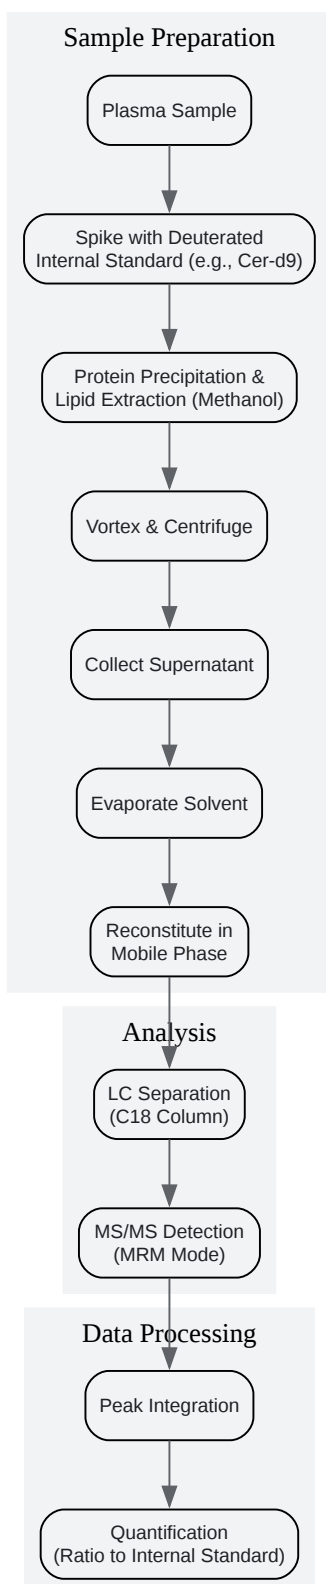 Sample Preparation
Plasma Sample
Spike with Deuterated
Internal Standard (e.g., Cer-d9)
Protein Precipitation &
Lipid Extraction (Methanol)
Vortex & Centrifuge
Collect Supernatant
Evaporate Solvent
Reconstitute in
Mobile Phase
Analysis
LC Separation
(C18 Column)
MS/MS Detection
(MRM Mode)
Data Processing
Peak Integration
Quantification
(Ratio to Internal Standard)